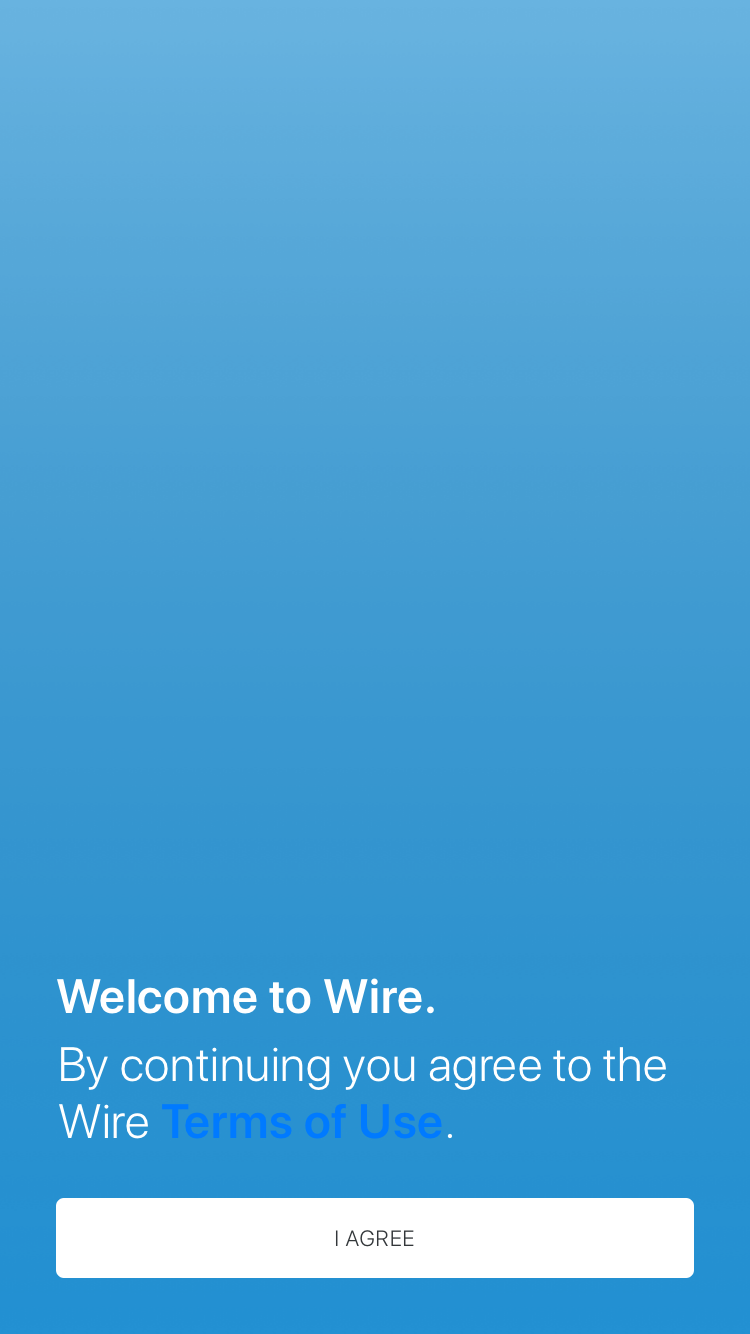 Welcome to Wire.
By continuing you agree to the
Wire Terms of Use.
I AGREE